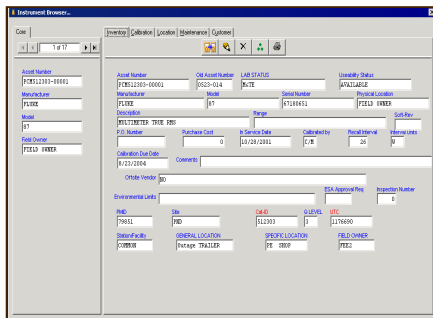 Instrument Browser...
Core
1 of 17
Asset Number
PCMS12303-00001
Manufacturer
FLUKE
Model
87
Field Owner
FIELD OWNER
Inventory Calibration Location Maintenance Customer
Asset Number Old Asset Number LAB STATUS Useability Status
PCMS12303-00001 0523-014 M&TE AVAILABLE
Manufacturer Model Serial Number Physical Location
FLUKE 87 67180651 FIELD OWNER
Description Range Soft-Rev
MULTIMETER TRUE RMS
P.O. Number Purchase Cost In Service Date Calibrated by Recall Interval Interval Units
0 10/28/2001 C/M 26 W
Calibration Due Date
8/23/2004 Comments
Offsite Vendor NO
Environmental Limits ESA Approval Req Inspection Number
0
PMID Site Cal-ID Q LEVEL UTC
79851 PND 512303 3 1176690
Station/Facility GENERAL LOCATION SPECIFIC LOCATION FIELD OWNER
COMMON Outage TRAILER PE SHOP FEE2